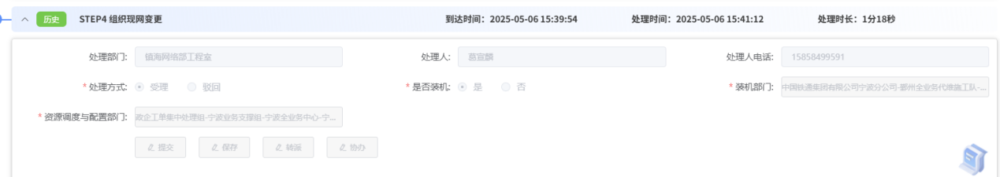 历史 STEP4 组织现网变更 到达时间：2025-05-06 15:39:54 处理时间：2025-05-06 15:41:12 处理时长：1分18秒
处理部门: 镇海网络部工程室 处理人: 葛宣麟 处理人电话: 15858499591
* 处理方式: 受理 驳回 * 是否装机: 是 否 * 装机部门: 中国铁通集团有限公司宁波分公司-鄞州全业务代维施工队-...
* 资源调度与配置部门: 政企工单集中处理组-宁波业务支撑组-宁波全业务中心-宁...
提交 保存 转派 协办